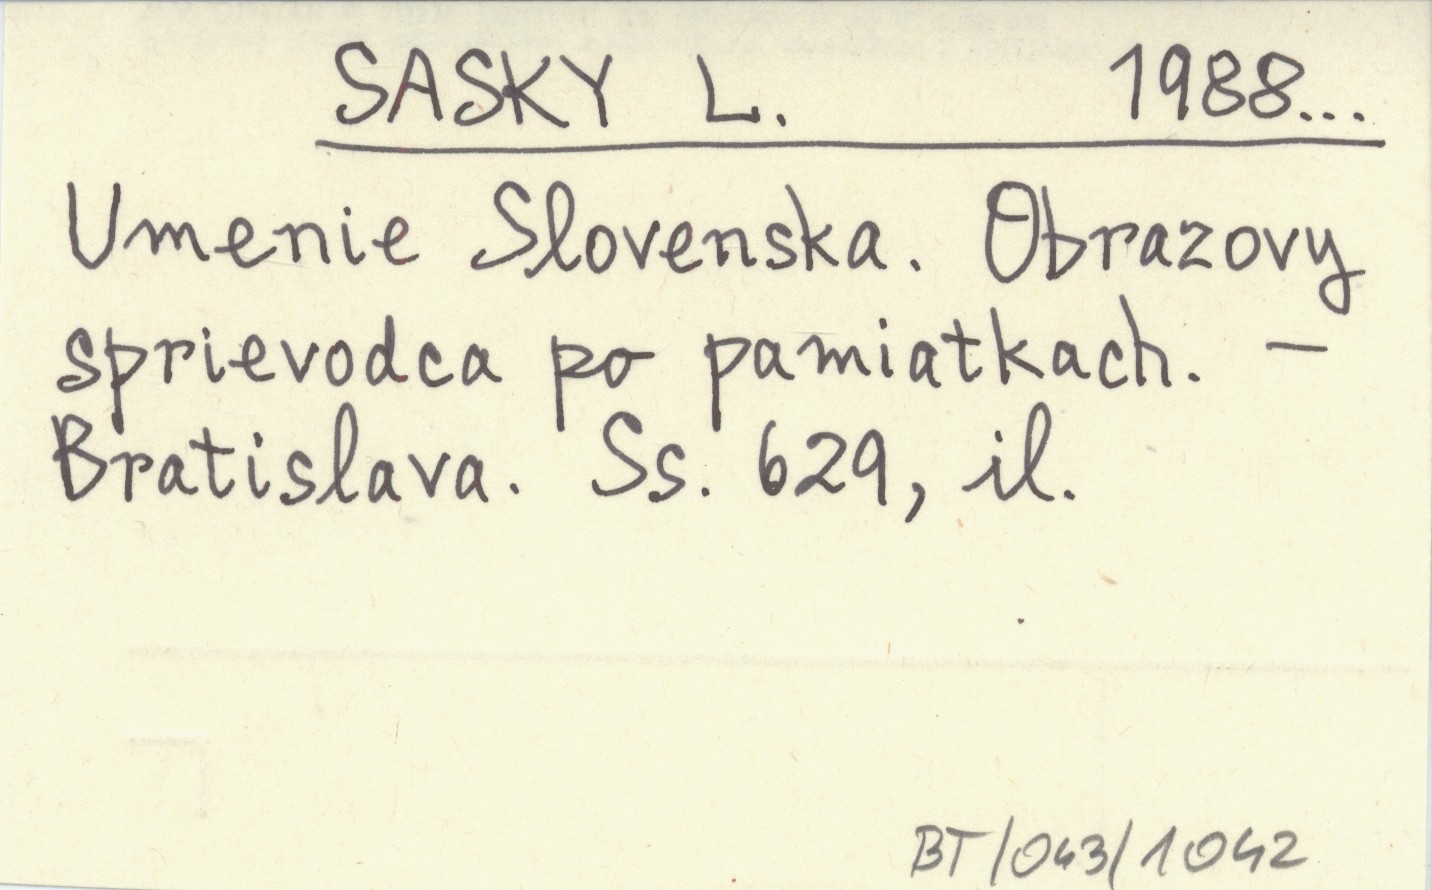 SASKY L. 1988...
Umenie Slovenska. Obrazovy
sprievodca po pamiatkach. –
Bratislava. Ss. 629, il.
BT/043/1042